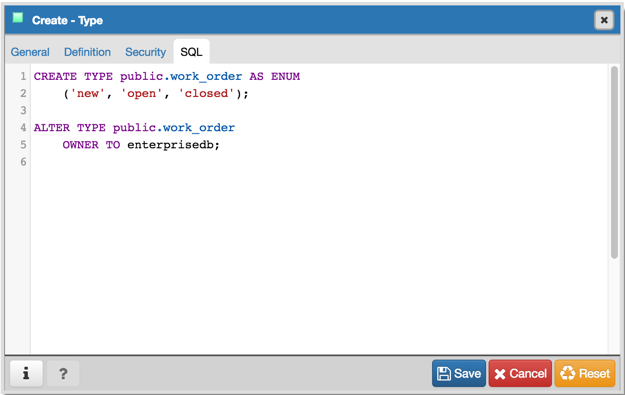 Create - Type
General Definition Security SQL
1 CREATE TYPE public.work_order AS ENUM
2 ('new', 'open', 'closed');
3
4 ALTER TYPE public.work_order
5 OWNER TO enterprisedb;
6
i ? Save Cancel Reset